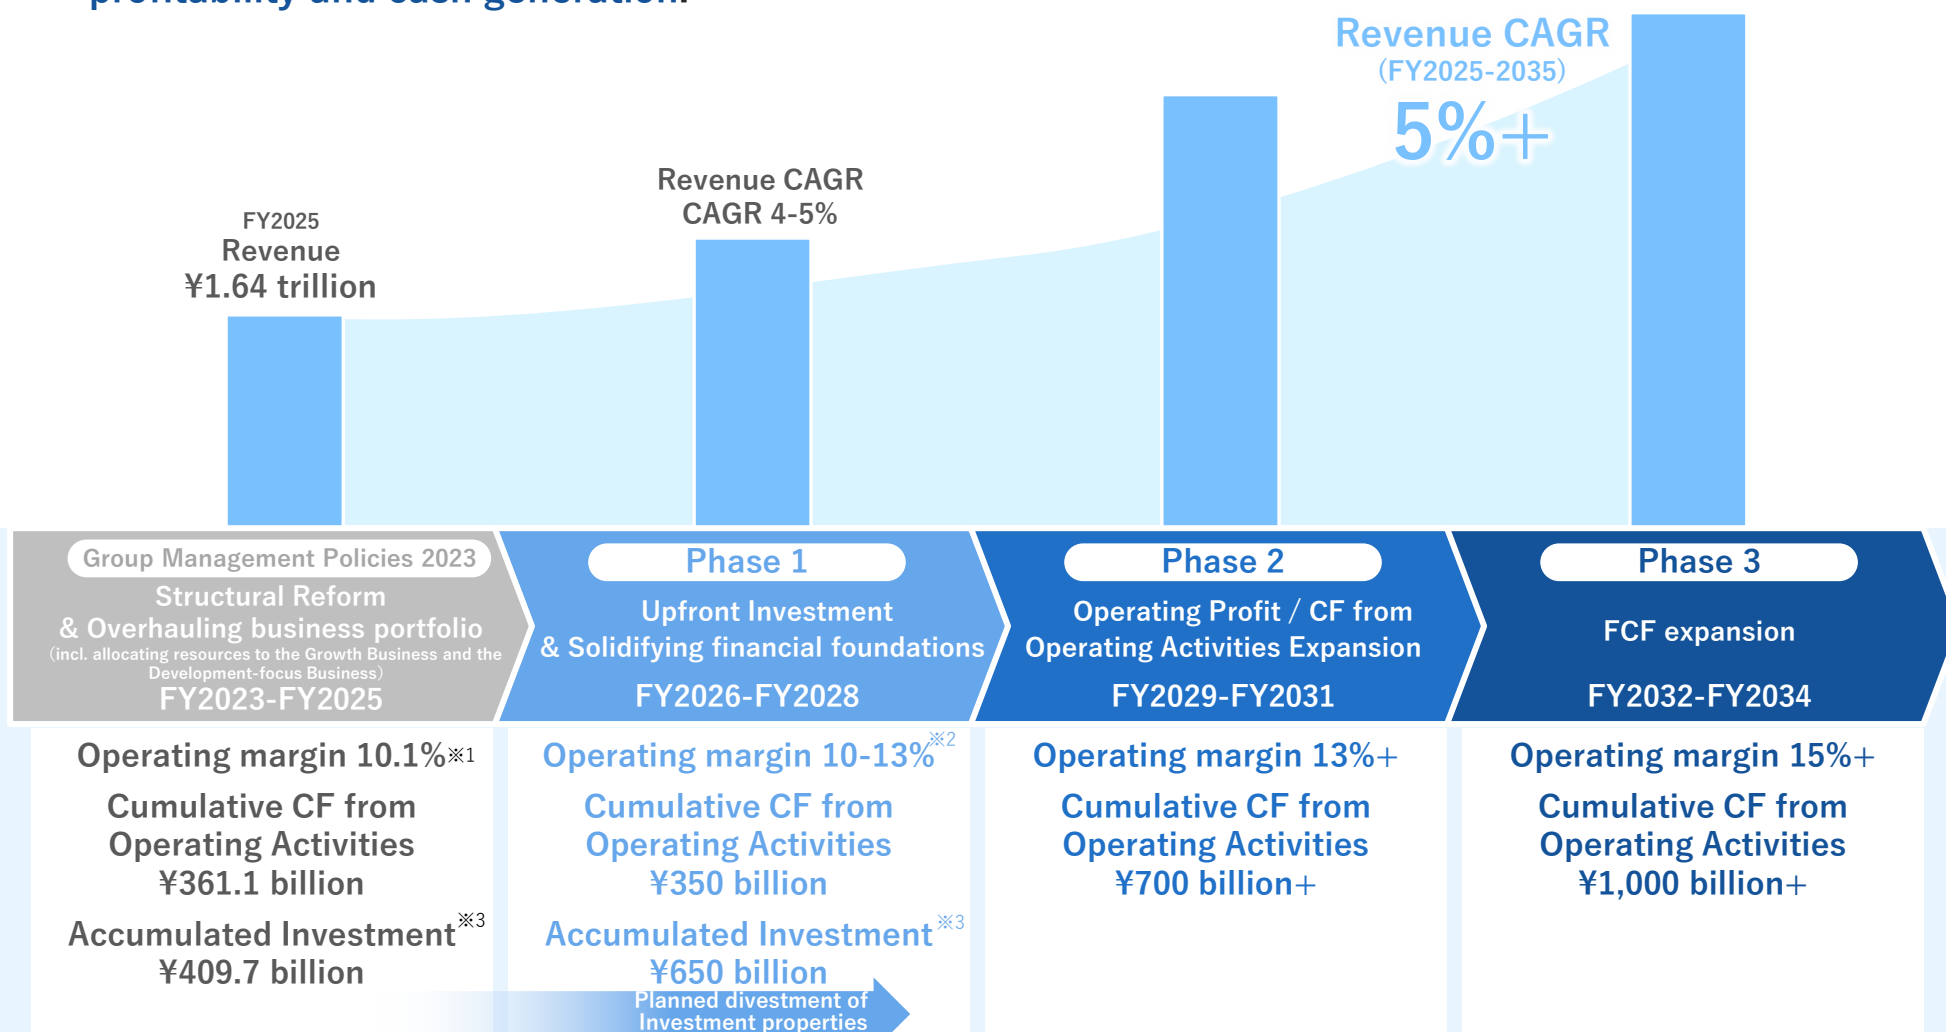 profitability and cash generation.
Revenue CAGR
(FY2025-2035)
5%+
Revenue CAGR
CAGR 4-5%
FY2025
Revenue
¥1.64 trillion
Group Management Policies 2023
Structural Reform
& Overhauling business portfolio
(incl. allocating resources to the Growth Business and the
Development-focus Business)
FY2023-FY2025
Phase 1
Upfront Investment
& Solidifying financial foundations
FY2026-FY2028
Phase 2
Operating Profit / CF from
Operating Activities Expansion
FY2029-FY2031
Phase 3
FCF expansion
FY2032-FY2034
Operating margin 10.1%※1
Cumulative CF from
Operating Activities
¥361.1 billion
Accumulated Investment※3
¥409.7 billion
Operating margin 10-13%※2
Cumulative CF from
Operating Activities
¥350 billion
Accumulated Investment※3
¥650 billion
Planned divestment of
Investment properties
Operating margin 13%+
Cumulative CF from
Operating Activities
¥700 billion+
Operating margin 15%+
Cumulative CF from
Operating Activities
¥1,000 billion+